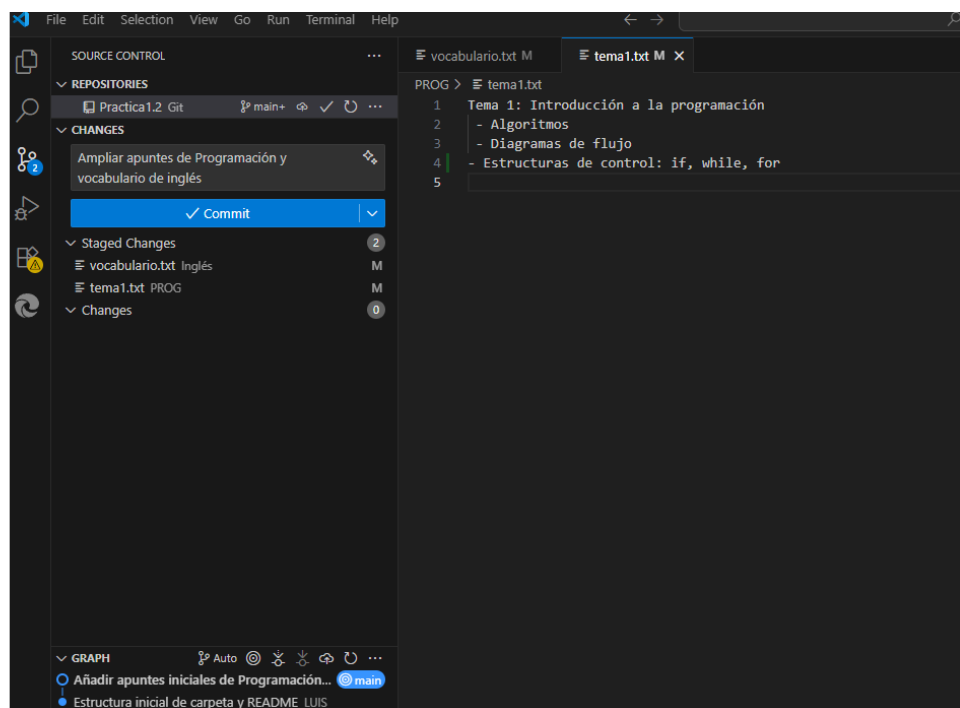 File Edit Selection View Go Run Terminal Help
SOURCE CONTROL
REPOSITORIES
Practica1.2 Git main+
CHANGES
Ampliar apuntes de Programación y
vocabulario de inglés
Commit
Staged Changes 2
vocabulario.txt Inglés M
tema1.txt PROG M
Changes 0
2
GRAPH Auto
Añadir apuntes iniciales de Programación... main
Estructura inicial de carpeta y README LUIS
vocabulario.txt M tema1.txt M
PROG > tema1.txt
1 Tema 1: Introducción a la programación
2 - Algoritmos
3 - Diagramas de flujo
4 - Estructuras de control: if, while, for
5